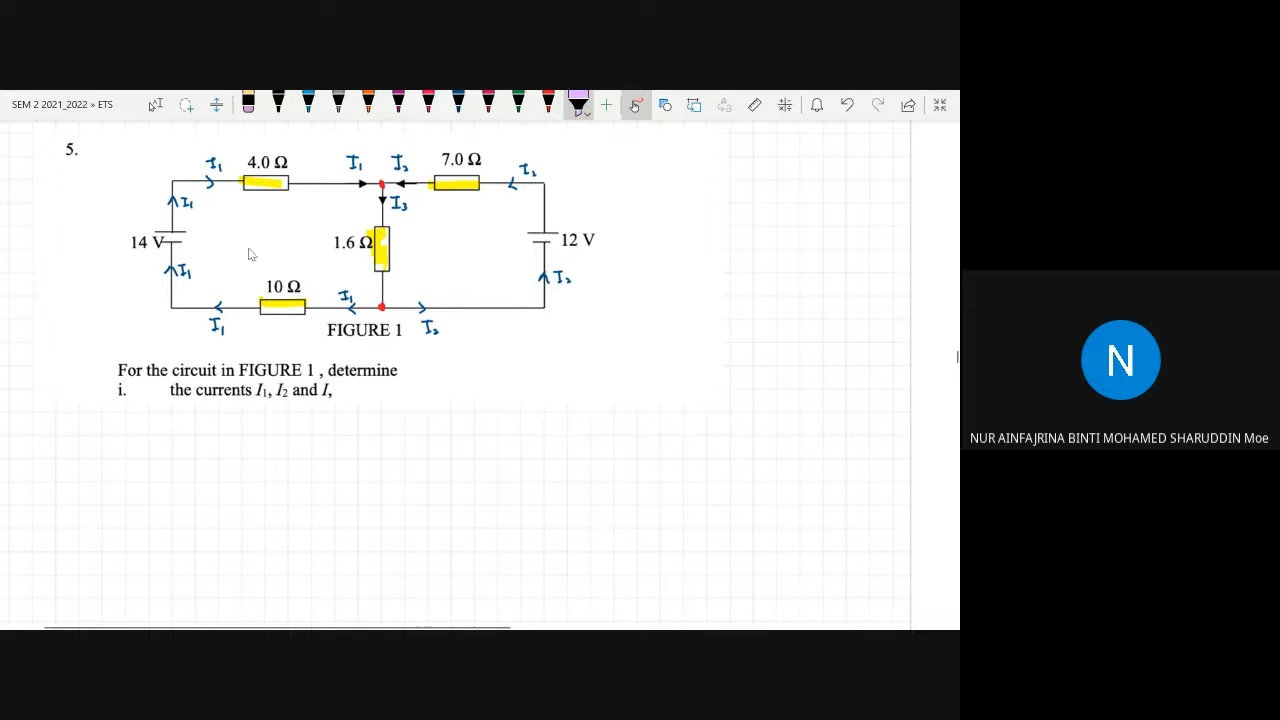 SEM 2 2021_2022 » ETS
5.
I₁ 4.0 Ω I₁ I₂ 7.0 Ω I₂
I₁ I₃
14 V 1.6 Ω 12 V
I₁ 10 Ω I₁ I₂
I₁ FIGURE 1 I₂
For the circuit in FIGURE 1 , determine
i. the currents I₁, I₂ and I,
N
NUR AINFAJRINA BINTI MOHAMED SHARUDDIN Moe